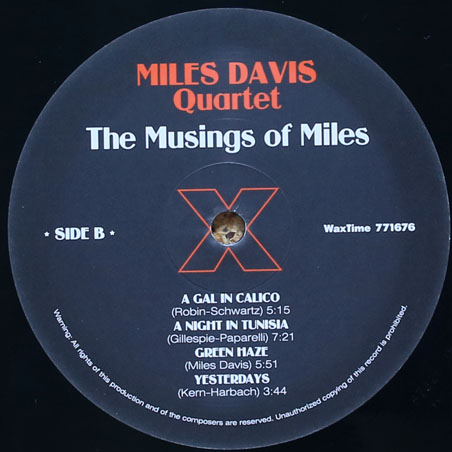 MILES DAVIS
Quartet
The Musings of Miles
* SIDE B *
X
WaxTime 771676
A GAL IN CALICO
(Robin-Schwartz) 5:15
A NIGHT IN TUNISIA
(Gillespie-Paparelli) 7:21
GREEN HAZE
(Miles Davis) 5:51
YESTERDAYS
(Kern-Harbach) 3:44
Warning: All rights of this production and of the composers are reserved. Unauthorized copying of this record is prohibited.